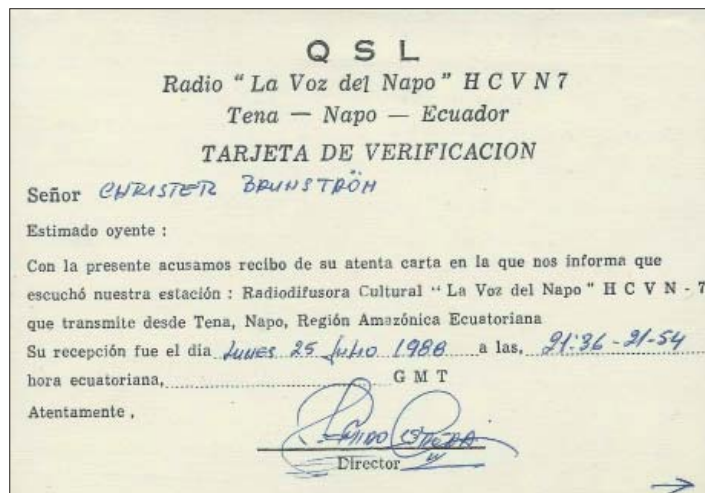 Q S L
Radio "La Voz del Napo" H C V N 7
Tena — Napo — Ecuador
TARJETA DE VERIFICACION
Señor CHRISTER BRUNSTRÖM
Estimado oyente :
Con la presente acusamos recibo de su atenta carta en la que nos informa que
escuchó nuestra estación : Radiodifusora Cultural "La Voz del Napo" H C V N - 7
que transmite desde Tena, Napo, Región Amazónica Ecuatoriana
Su recepción fue el día LUNES 25 JULIO 1988 a las, 21:36-21-54
hora ecuatoriana, G M T
Atentamente ,
Director